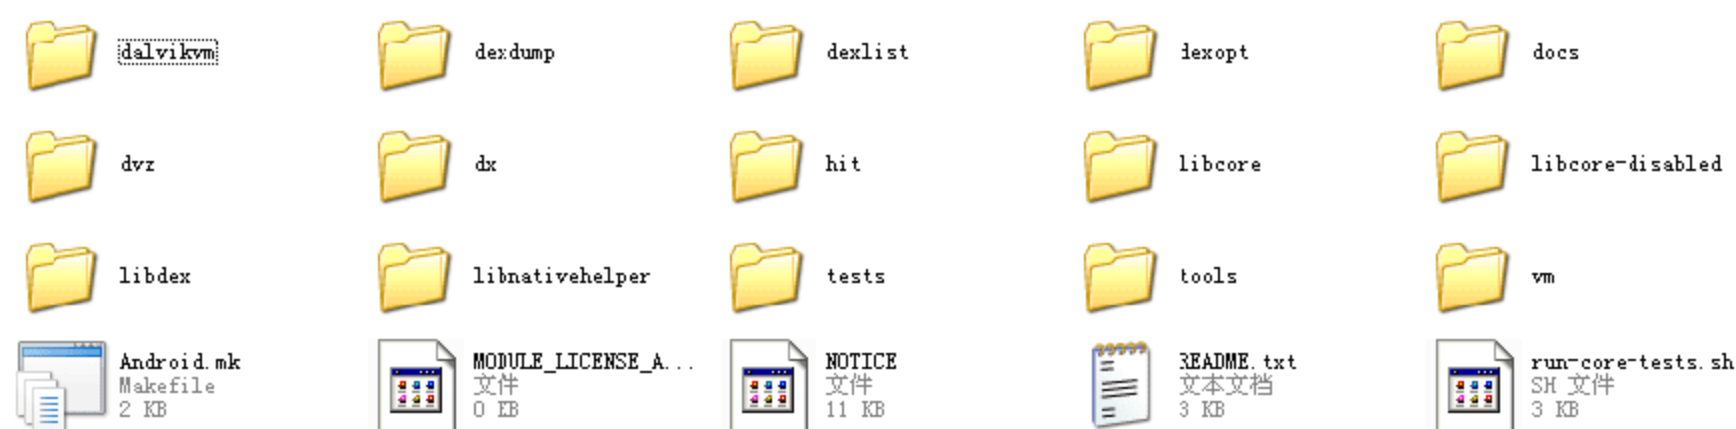 dalvikvm
dexdump
dexlist
dexopt
docs
dvz
dx
hit
libcore
libcore-disabled
libdex
libnativehelper
tests
tools
vm
Android.mk
Makefile
2 KB
MODULE_LICENSE_A...
文件
0 KB
NOTICE
文件
11 KB
README.txt
文本文档
3 KB
run-core-tests.sh
SH 文件
3 KB